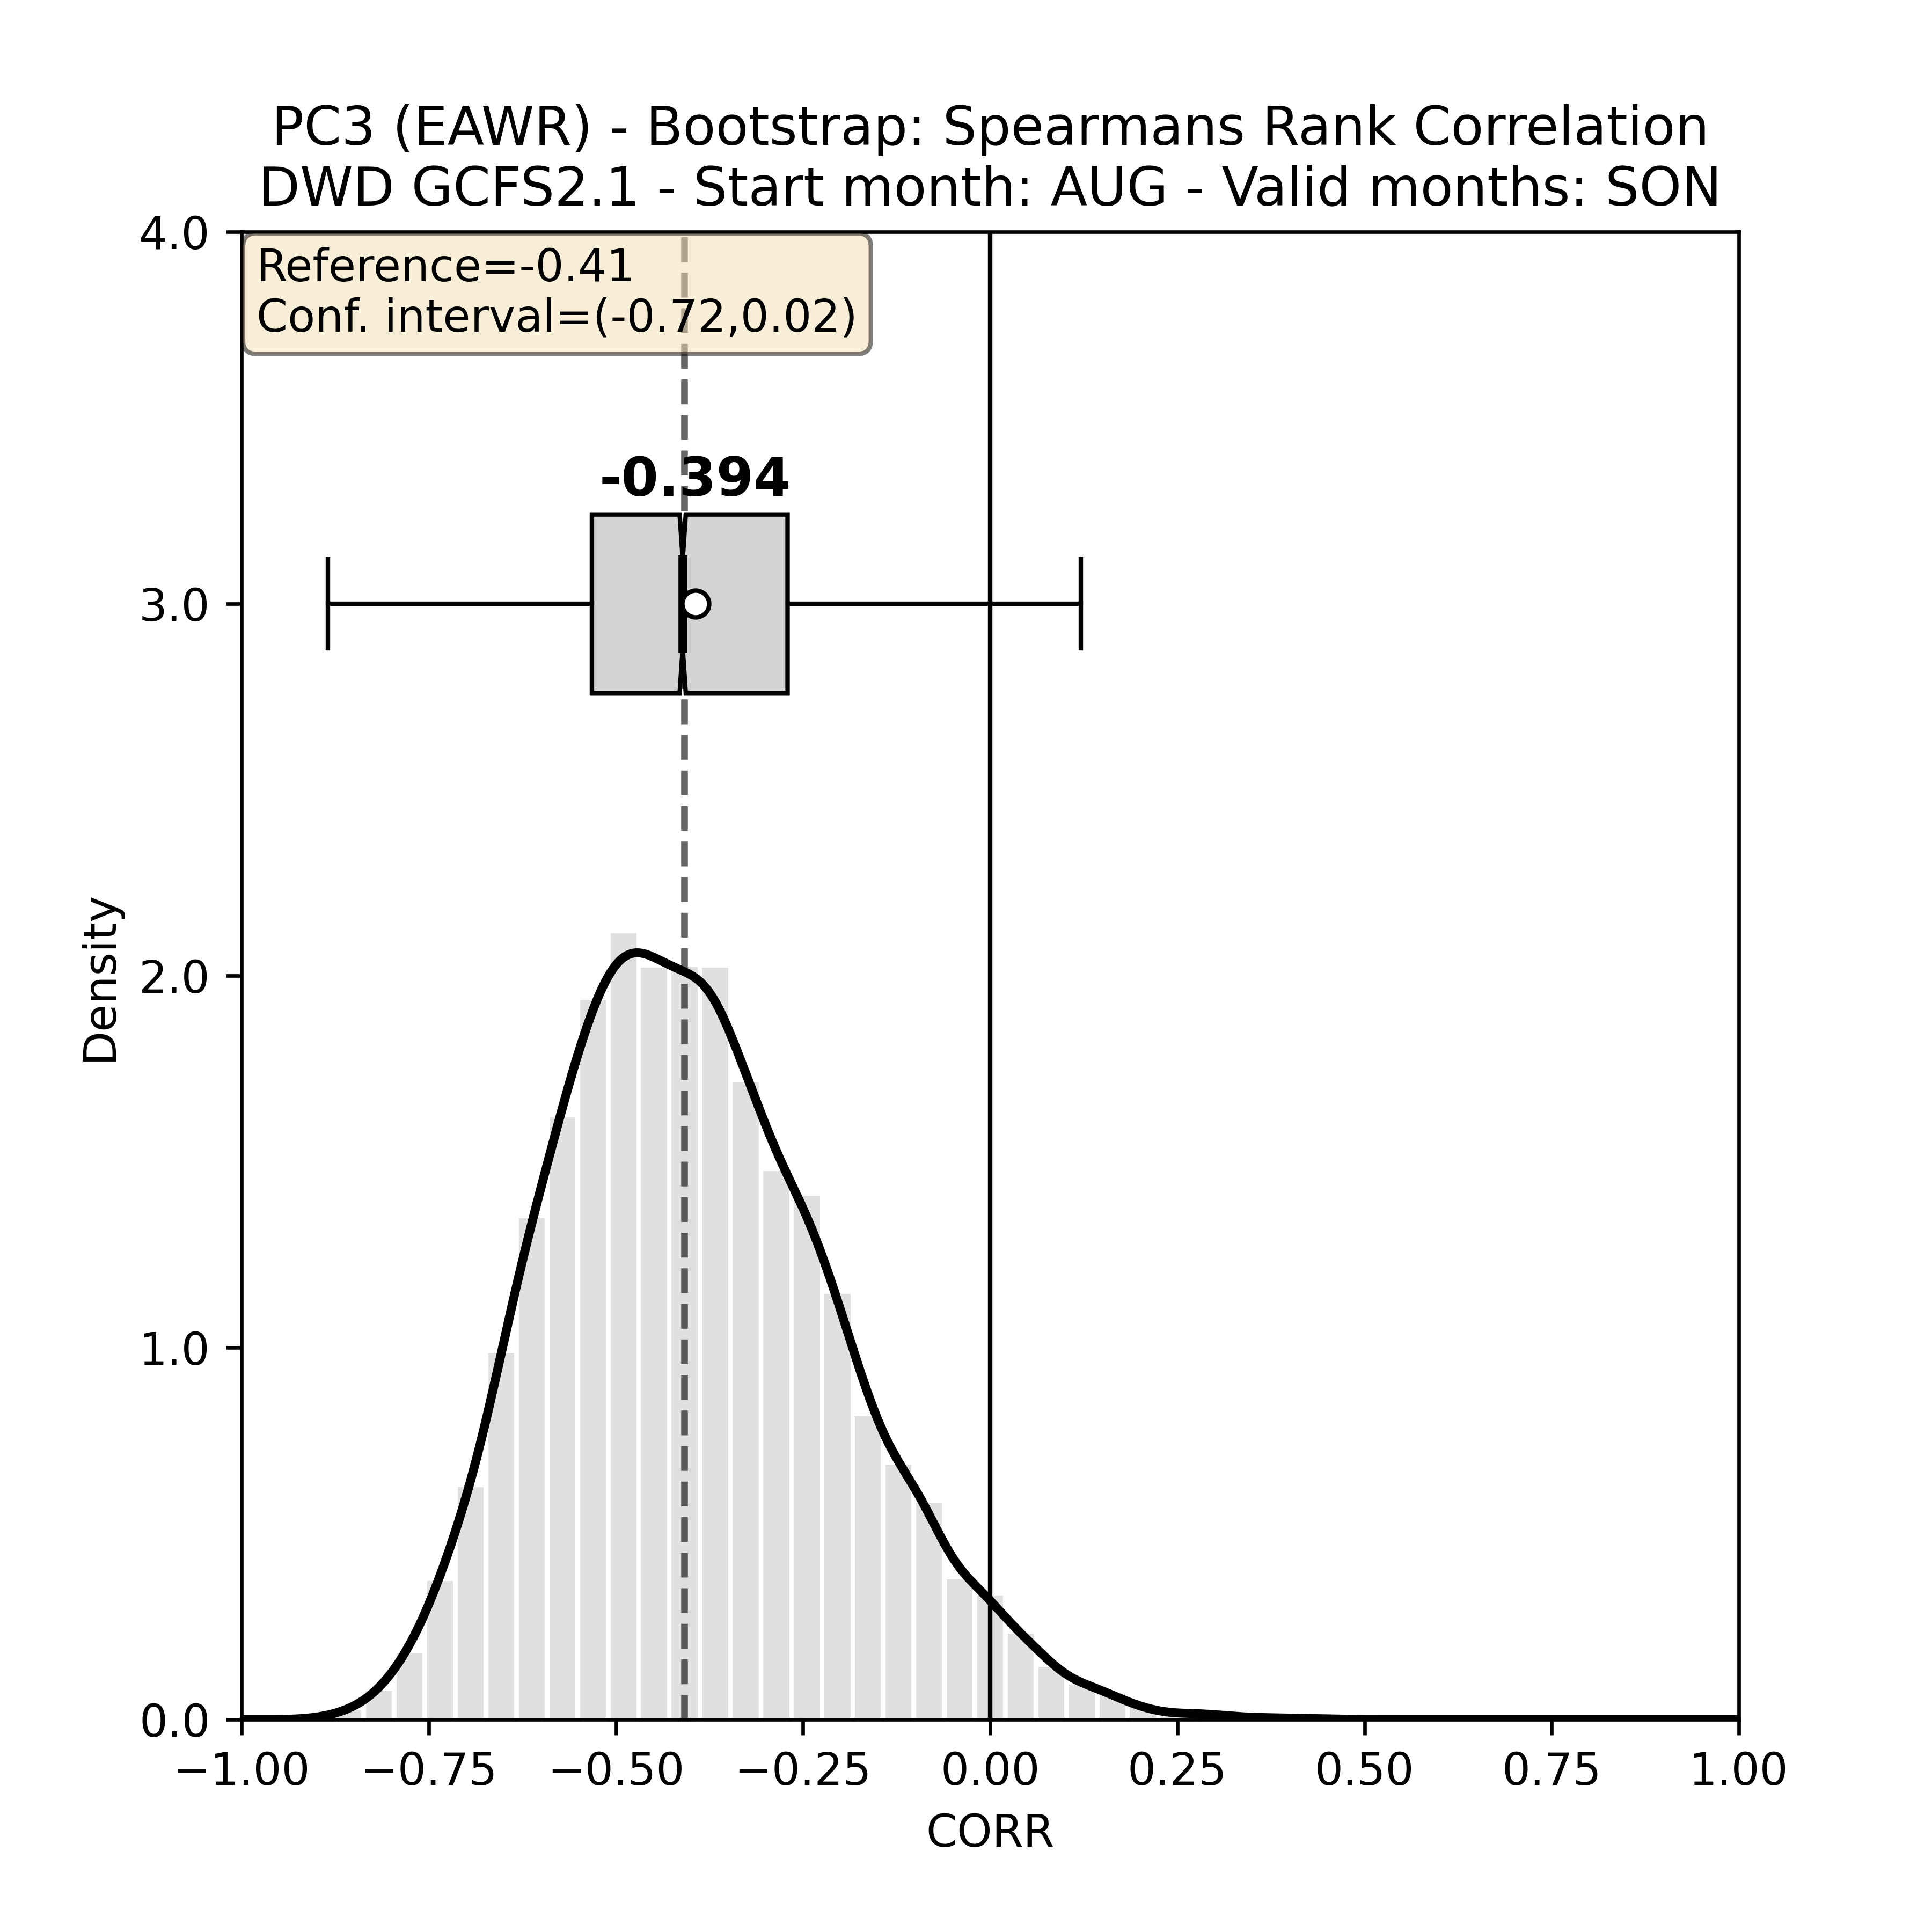 PC3 (EAWR) - Bootstrap: Spearmans Rank Correlation
DWD GCFS2.1 - Start month: AUG - Valid months: SON
4.0
Reference=-0.41
Conf. interval=(-0.72,0.02)
-0.394
3.0
Density
2.0
1.0
0.0
−1.00 −0.75 −0.50 −0.25 0.00 0.25 0.50 0.75 1.00
CORR